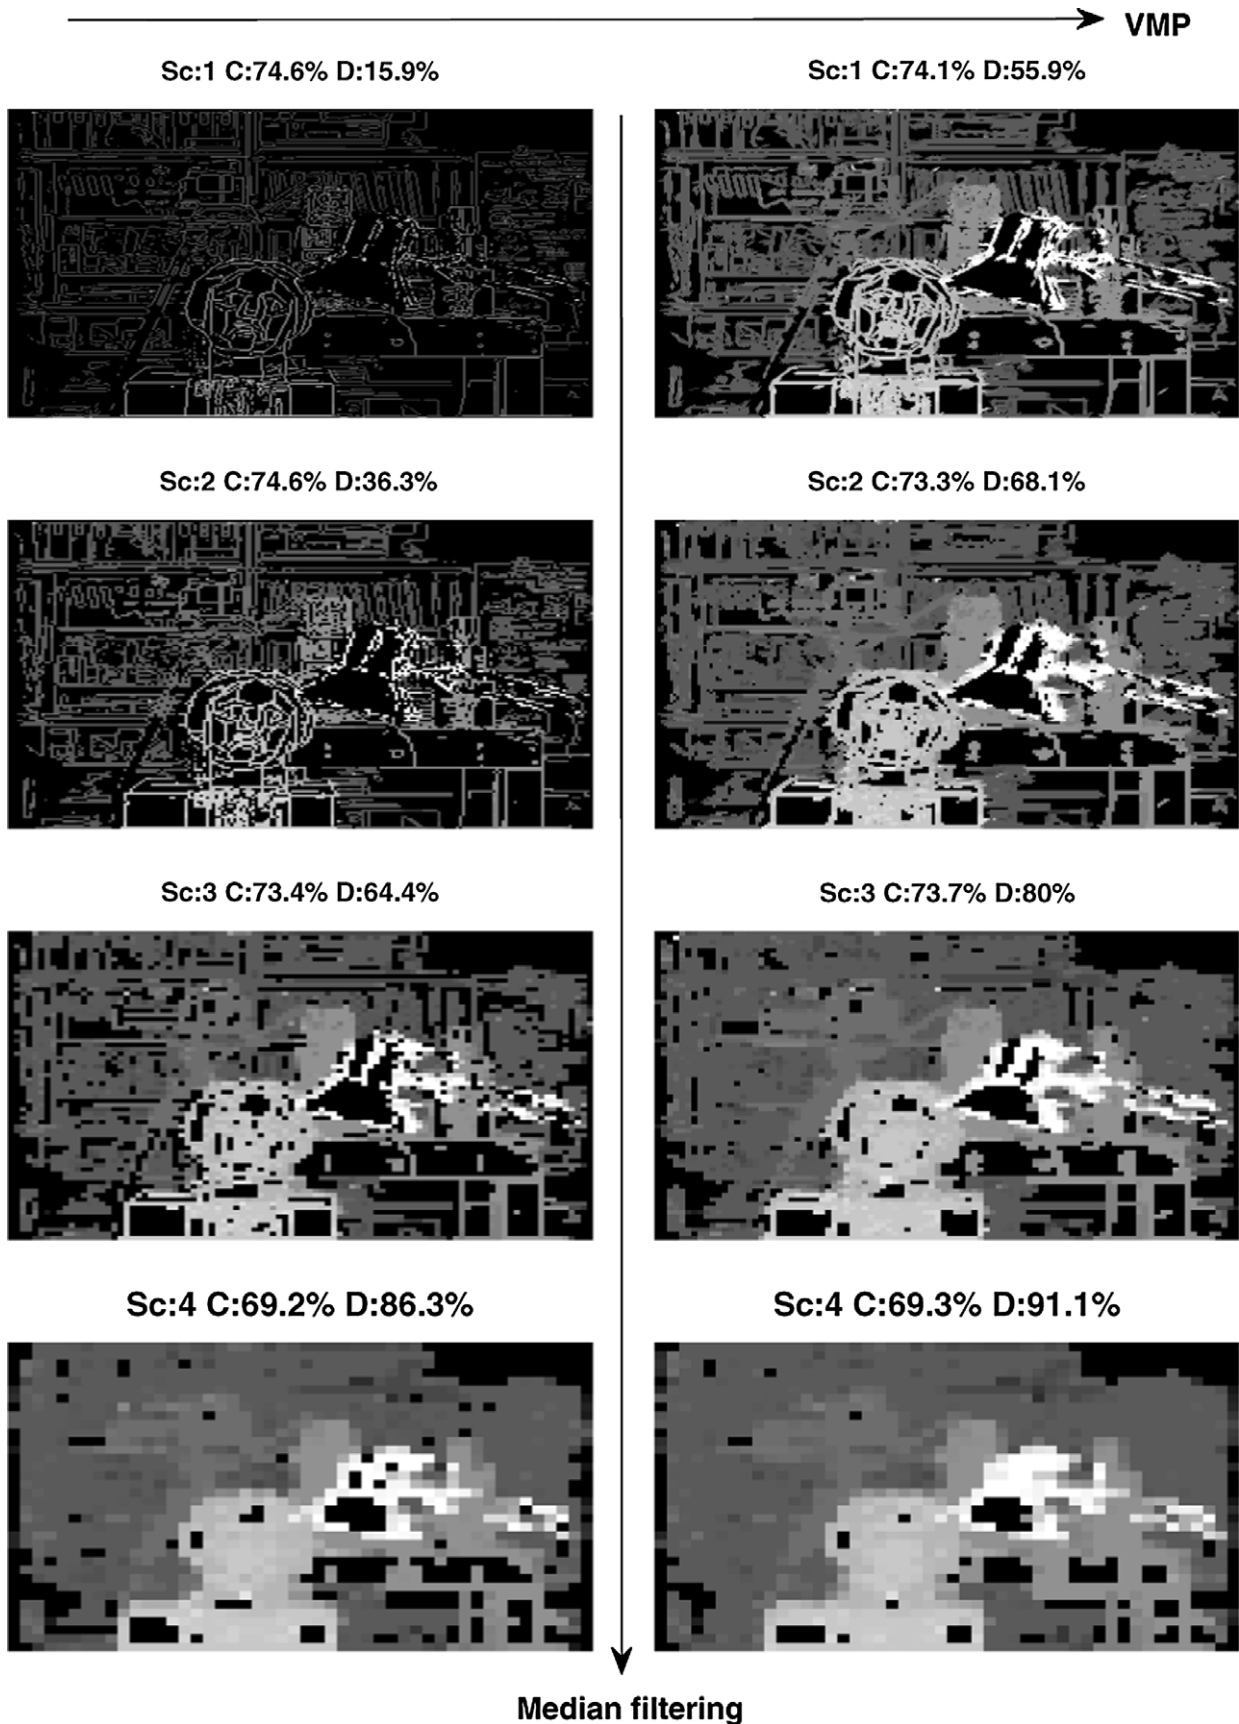 VMP
Sc:1 C:74.6% D:15.9%
Sc:1 C:74.1% D:55.9%
Sc:2 C:74.6% D:36.3%
Sc:2 C:73.3% D:68.1%
Sc:3 C:73.4% D:64.4%
Sc:3 C:73.7% D:80%
Sc:4 C:69.2% D:86.3%
Sc:4 C:69.3% D:91.1%
Median filtering